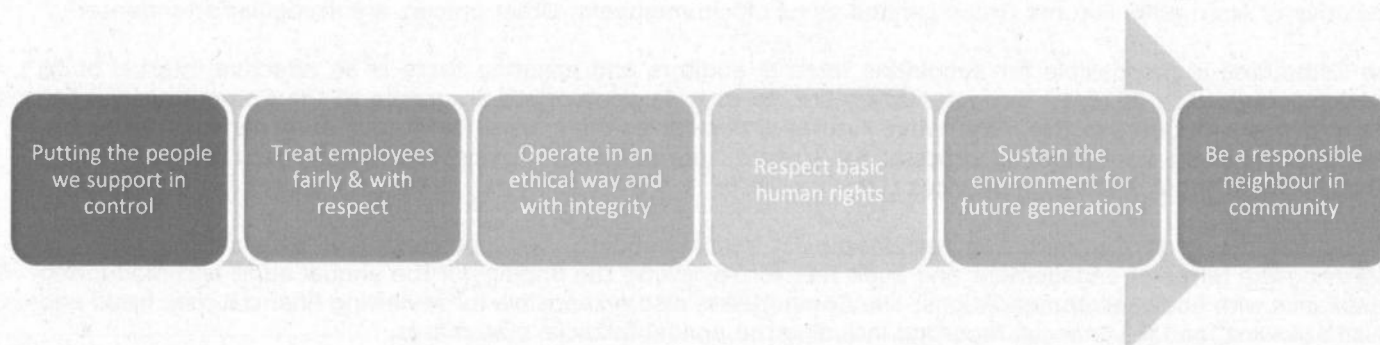 Putting the people
we support in
control
Treat employees
fairly & with
respect
Operate in an
ethical way and
with integrity
Respect basic
human rights
Sustain the
environment for
future generations
Be a responsible
neighbour in
community